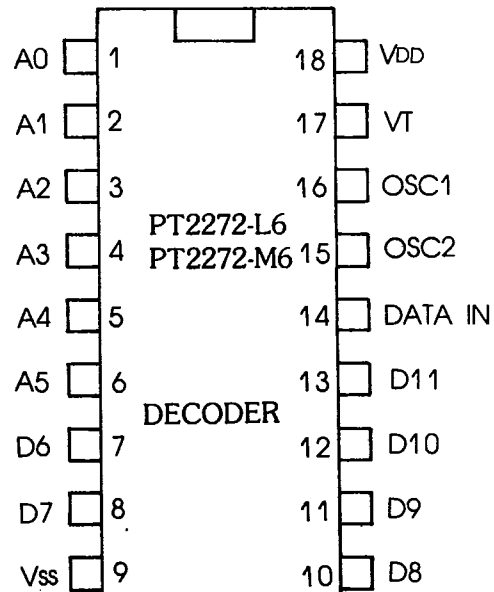 A0 1 18 VDD
A1 2 17 VT
A2 3 16 OSC1
PT2272-L6
A3 4 PT2272-M6 15 OSC2
A4 5 14 DATA IN
A5 6 13 D11
DECODER
D6 7 12 D10
D7 8 11 D9
Vss 9 10 D8